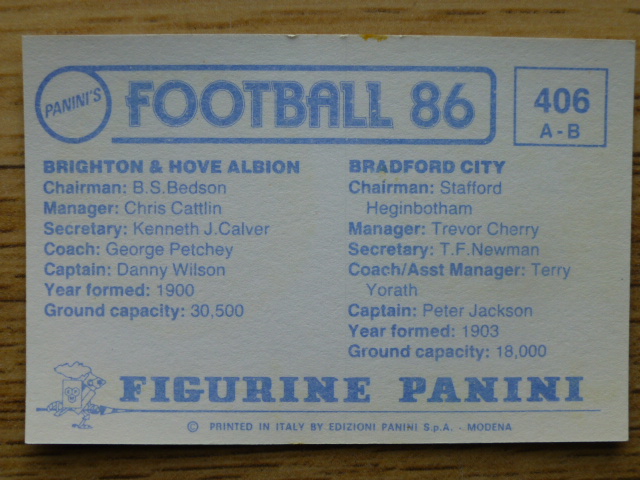 PANINI'S
FOOTBALL 86
406
A-B
BRIGHTON & HOVE ALBION
Chairman: B.S.Bedson
Manager: Chris Cattlin
Secretary: Kenneth J.Calver
Coach: George Petchey
Captain: Danny Wilson
Year formed: 1900
Ground capacity: 30,500
BRADFORD CITY
Chairman: Stafford
Heginbotham
Manager: Trevor Cherry
Secretary: T.F.Newman
Coach/Asst Manager: Terry
Yorath
Captain: Peter Jackson
Year formed: 1903
Ground capacity: 18,000
FIGURINE PANINI
© PRINTED IN ITALY BY EDIZIONI PANINI S.p.A. - MODENA